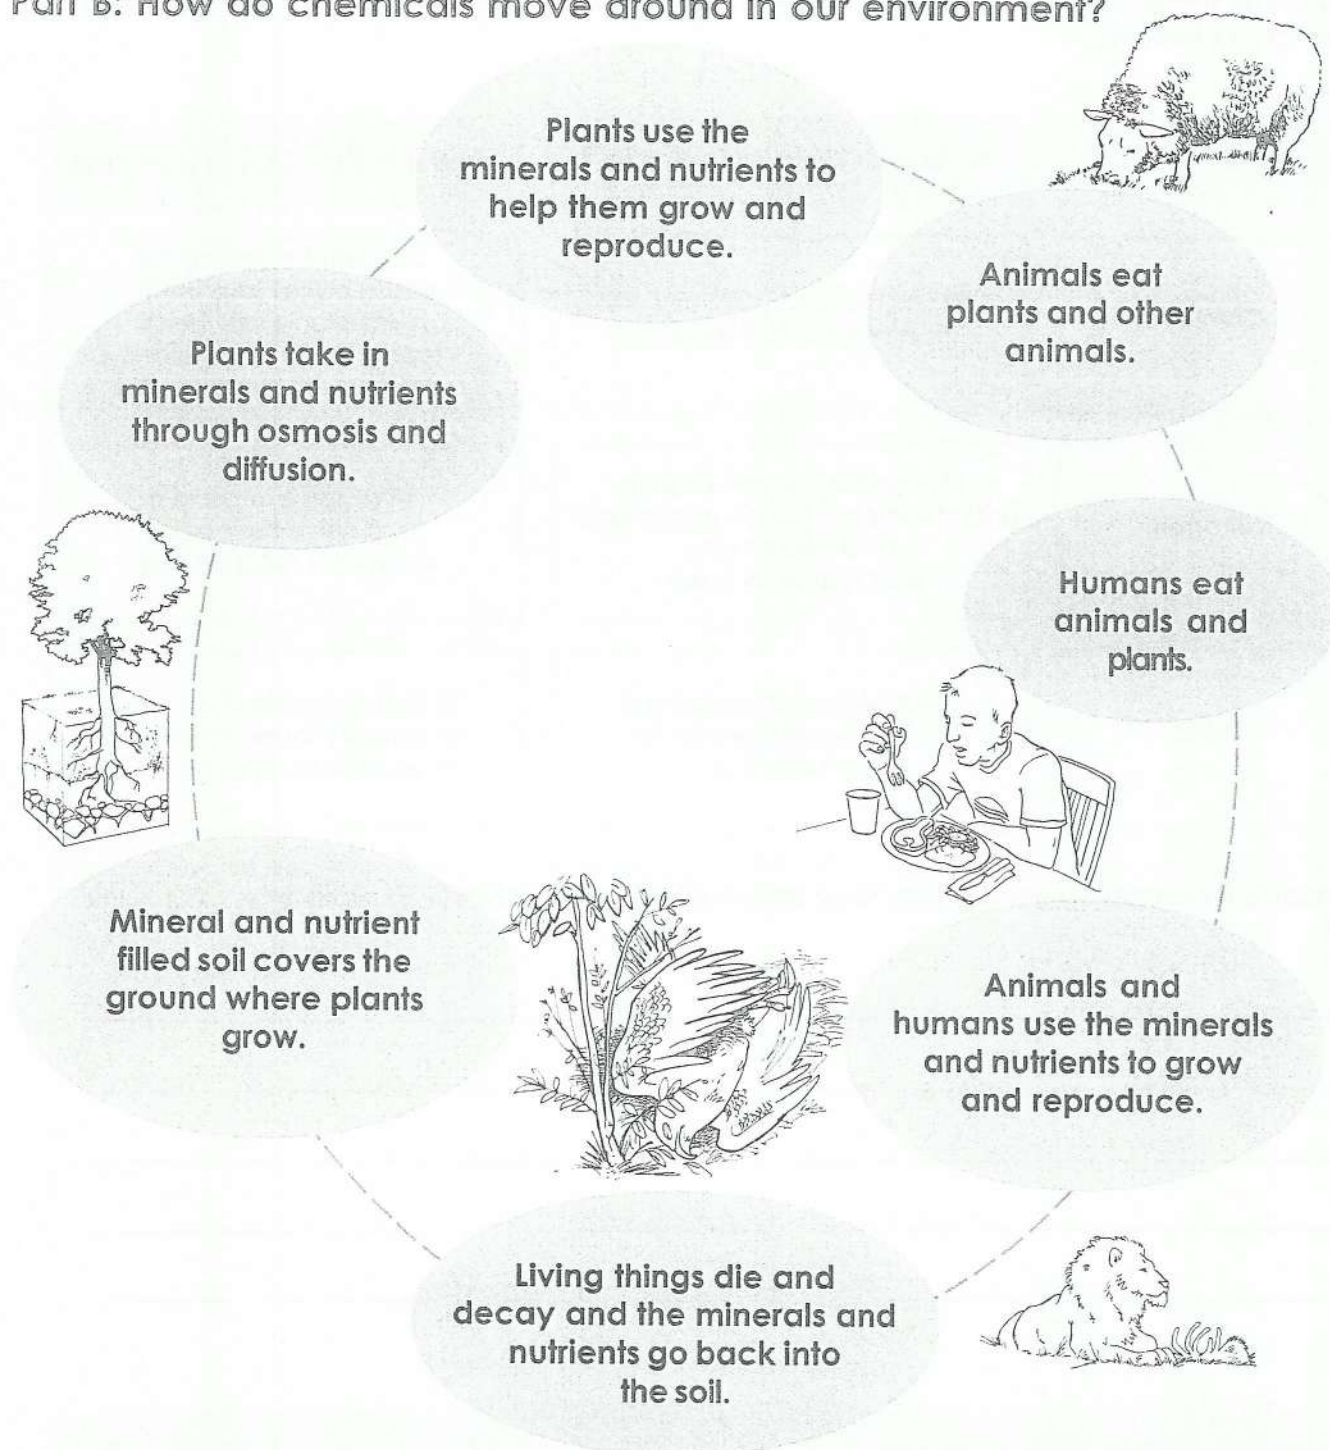 Part B: How do chemicals move around in our environment?
Plants use the
minerals and nutrients to
help them grow and
reproduce.
Animals eat
plants and other
animals.
Plants take in
minerals and nutrients
through osmosis and
diffusion.
Humans eat
animals and
plants.
Mineral and nutrient
filled soil covers the
ground where plants
grow.
Animals and
humans use the minerals
and nutrients to grow
and reproduce.
Living things die and
decay and the minerals and
nutrients go back into
the soil.